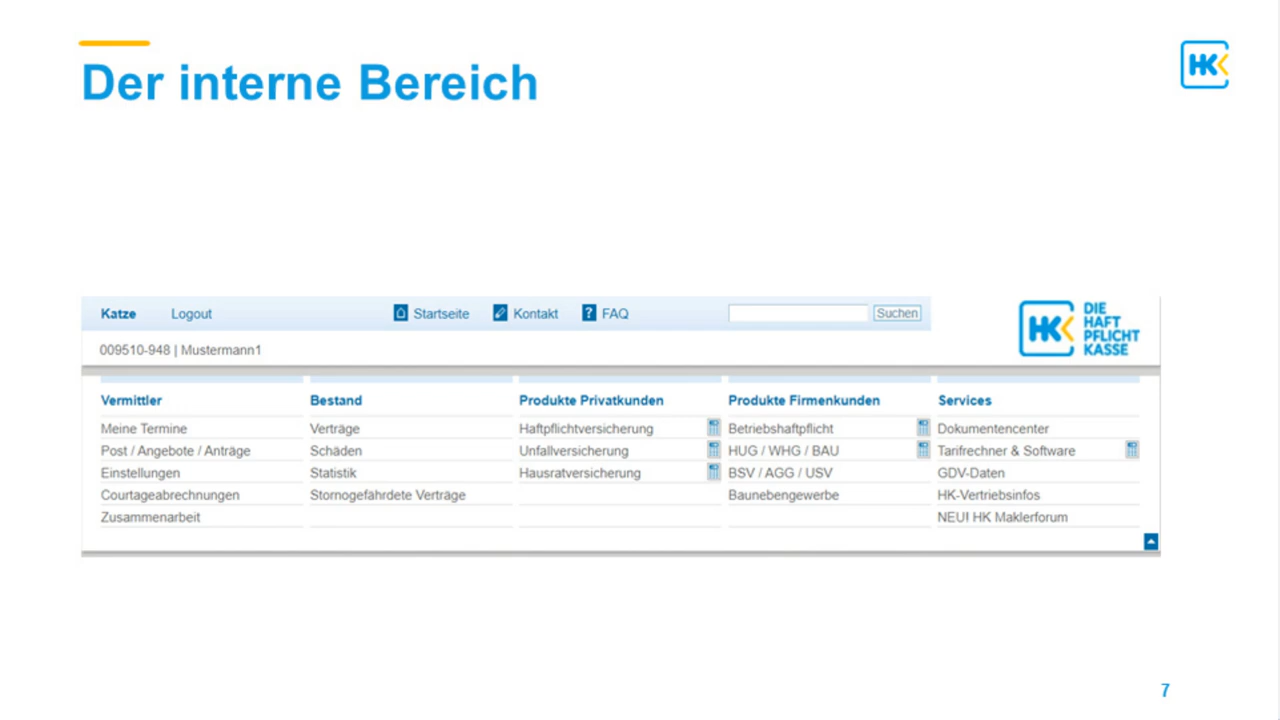 Der interne Bereich
HK
Katze Logout Startseite Kontakt ? FAQ Suchen
009510-948 | Mustermann1
HK DIE
HAFT
PFLICHT
KASSE
Vermittler Bestand Produkte Privatkunden Produkte Firmenkunden Services
Meine Termine Verträge Haftpflichtversicherung Betriebshaftpflicht Dokumentencenter
Post / Angebote / Anträge Schäden Unfallversicherung HUG / WHG / BAU Tarifrechner & Software
Einstellungen Statistik Hausratversicherung BSV / AGG / USV GDV-Daten
Courtageabrechnungen Stornogefährdete Verträge Baunebengewerbe HK-Vertriebsinfos
Zusammenarbeit NEU! HK Maklerforum
7